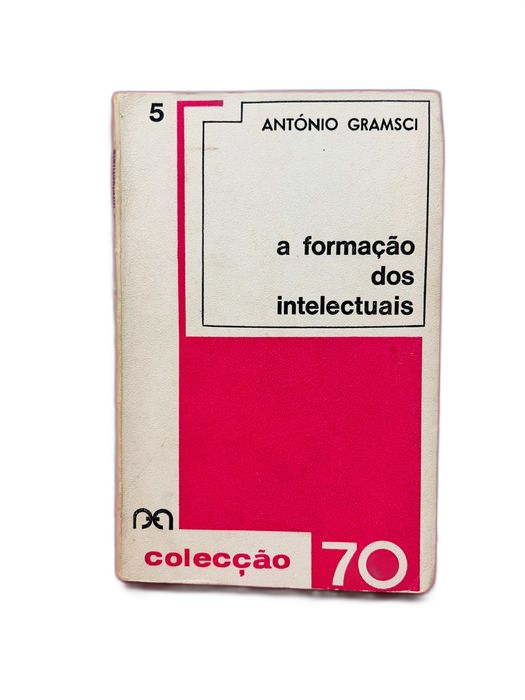 5
ANTÓNIO GRAMSCI
a formação
dos
intelectuais
colecção 70